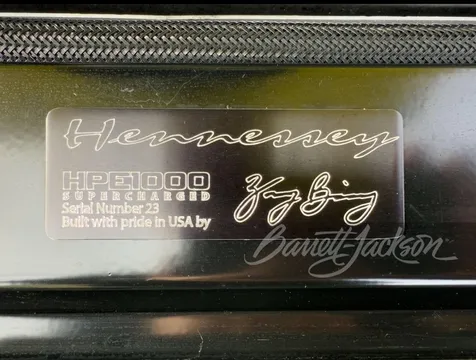 Hennessey
HPE1000
SUPERCHARGED
Serial Number 23
Built with pride in USA by
Barrett-Jackson